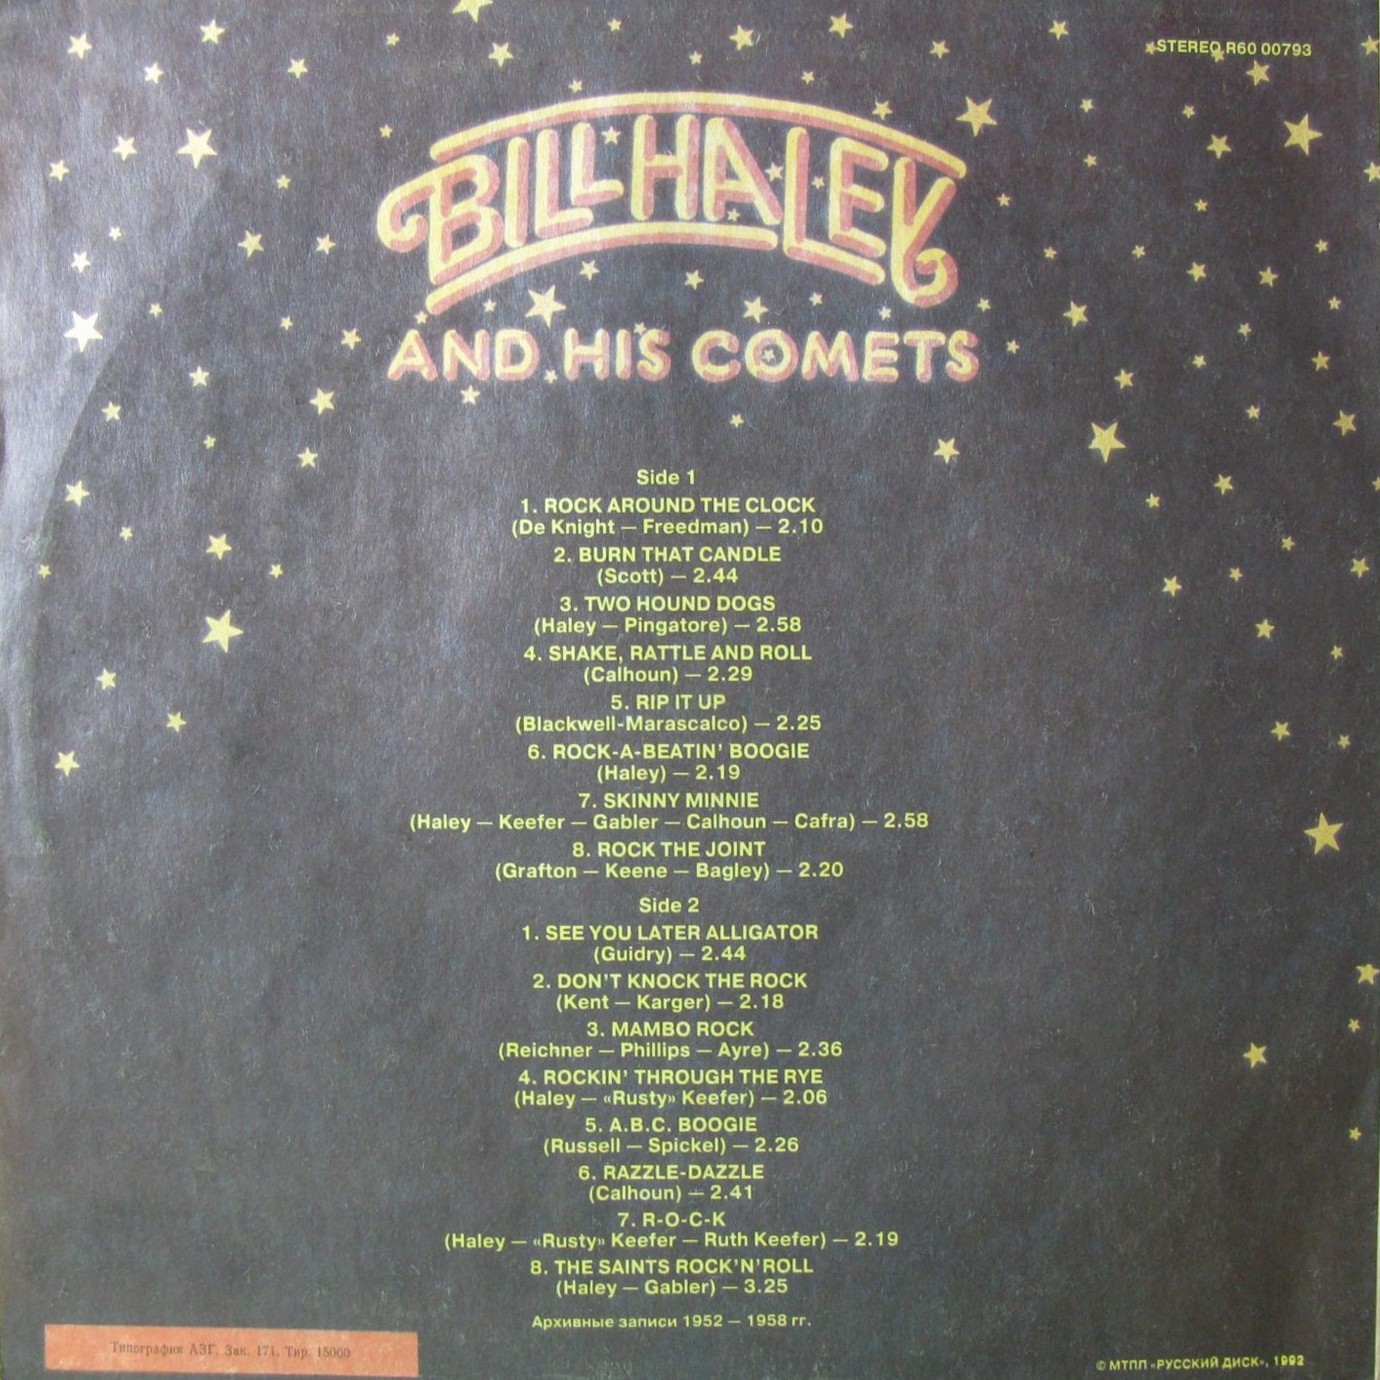 STEREO R60 00793
BILL HALEY
AND HIS COMETS
Side 1
1. ROCK AROUND THE CLOCK
(De Knight — Freedman) — 2.10
2. BURN THAT CANDLE
(Scott) — 2.44
3. TWO HOUND DOGS
(Haley — Pingatore) — 2.58
4. SHAKE, RATTLE AND ROLL
(Calhoun) — 2.29
5. RIP IT UP
(Blackwell-Marascalco) — 2.25
6. ROCK-A-BEATIN' BOOGIE
(Haley) — 2.19
7. SKINNY MINNIE
(Haley — Keefer — Gabler — Calhoun — Cafra) — 2.58
8. ROCK THE JOINT
(Grafton — Keene — Bagley) — 2.20
Side 2
1. SEE YOU LATER ALLIGATOR
(Guidry) — 2.44
2. DON'T KNOCK THE ROCK
(Kent — Karger) — 2.18
3. MAMBO ROCK
(Reichner — Phillips — Ayre) — 2.36
4. ROCKIN' THROUGH THE RYE
(Haley — «Rusty» Keefer) — 2.06
5. A.B.C. BOOGIE
(Russell — Spickel) — 2.26
6. RAZZLE-DAZZLE
(Calhoun) — 2.41
7. R-O-C-K
(Haley — «Rusty» Keefer — Ruth Keefer) — 2.19
8. THE SAINTS ROCK'N'ROLL
(Haley — Gabler) — 3.25
Архивные записи 1952 — 1958 гг.
Типография АЗГ. Зак. 171. Тир. 15000
© МТПП «РУССКИЙ ДИСК», 1992